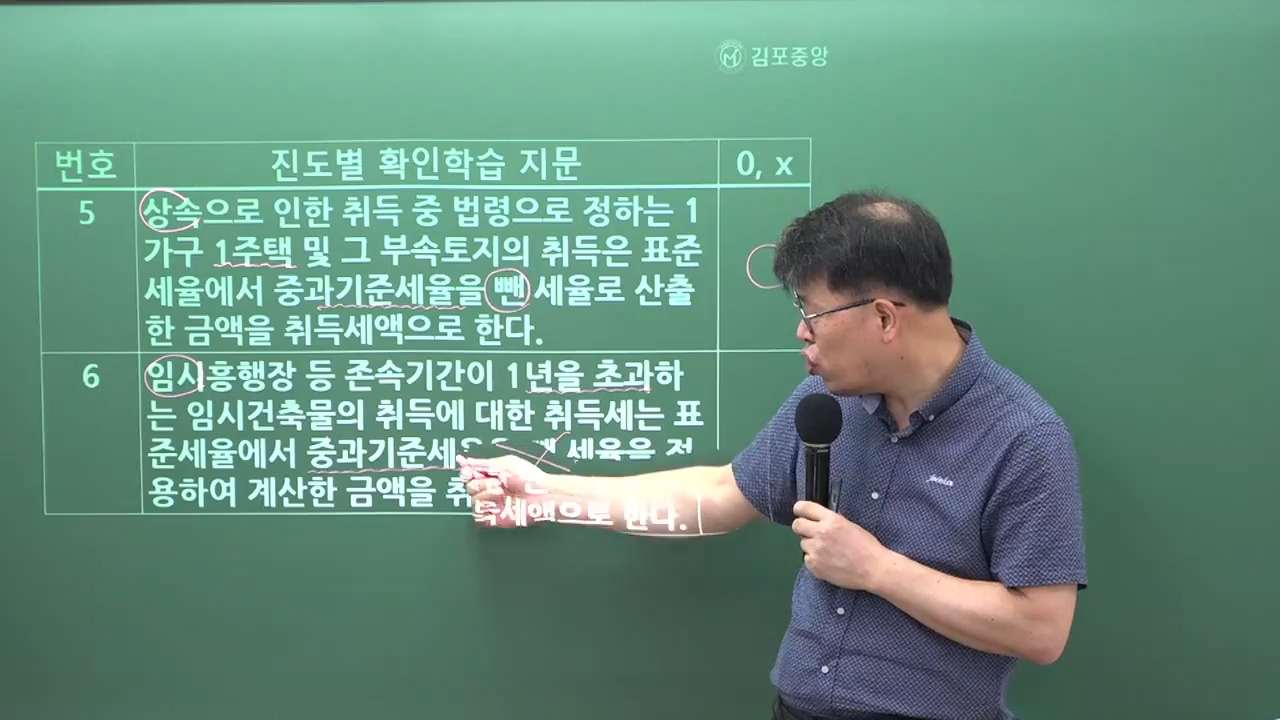 김포중앙
번호 진도별 확인학습 지문 O, x
5 상속으로 인한 취득 중 법령으로 정하는 1
가구 1주택 및 그 부속토지의 취득은 표준
세율에서 중과기준세율을 뺀 세율로 산출
한 금액을 취득세액으로 한다.
6 임시흥행장 등 존속기간이 1년을 초과하
는 임시건축물의 취득에 대한 취득세는 표
준세율에서 중과기준세 세율을
용하여 계산한 금액을 취득세액으로 한다.